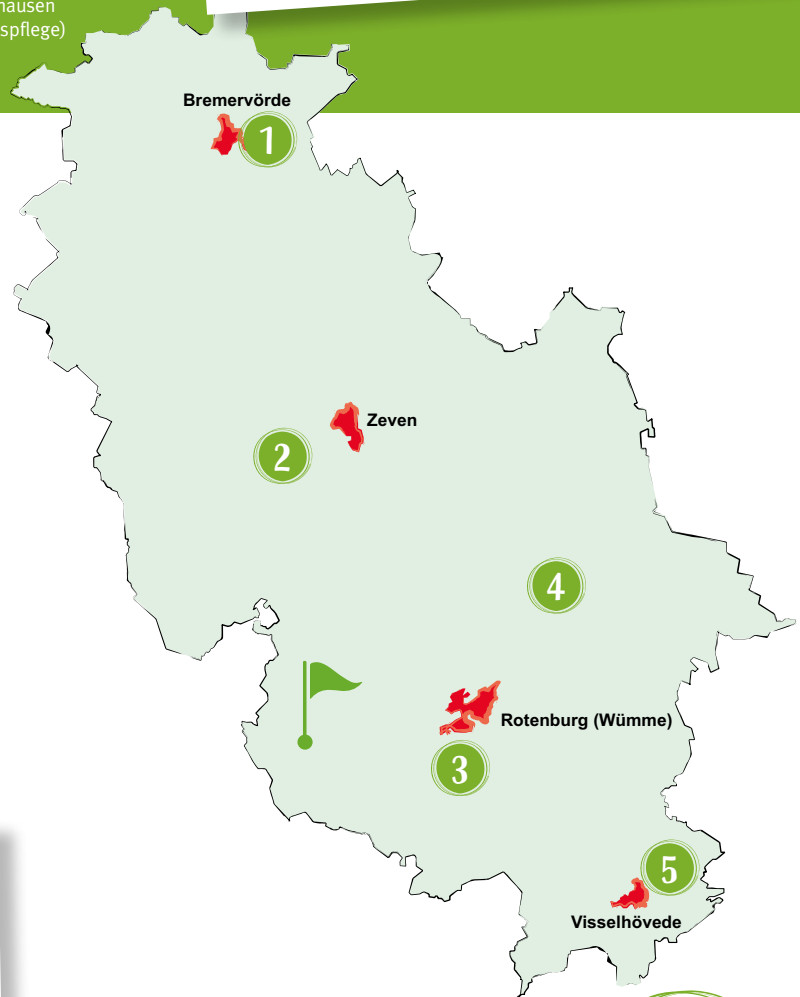 hausen
spflege)
Bremervörde
1
Zeven
2
4
Rotenburg (Wümme)
3
5
Visselhövede